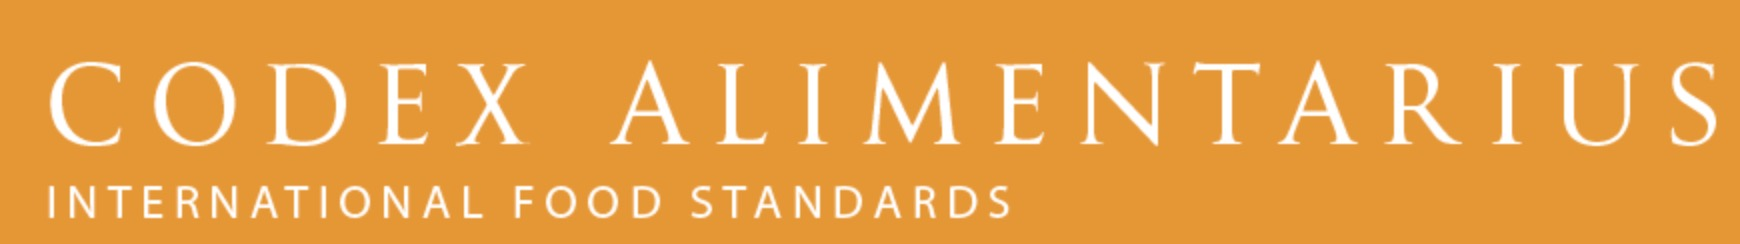 CODEX ALIMENTARIUS
INTERNATIONAL FOOD STANDARDS